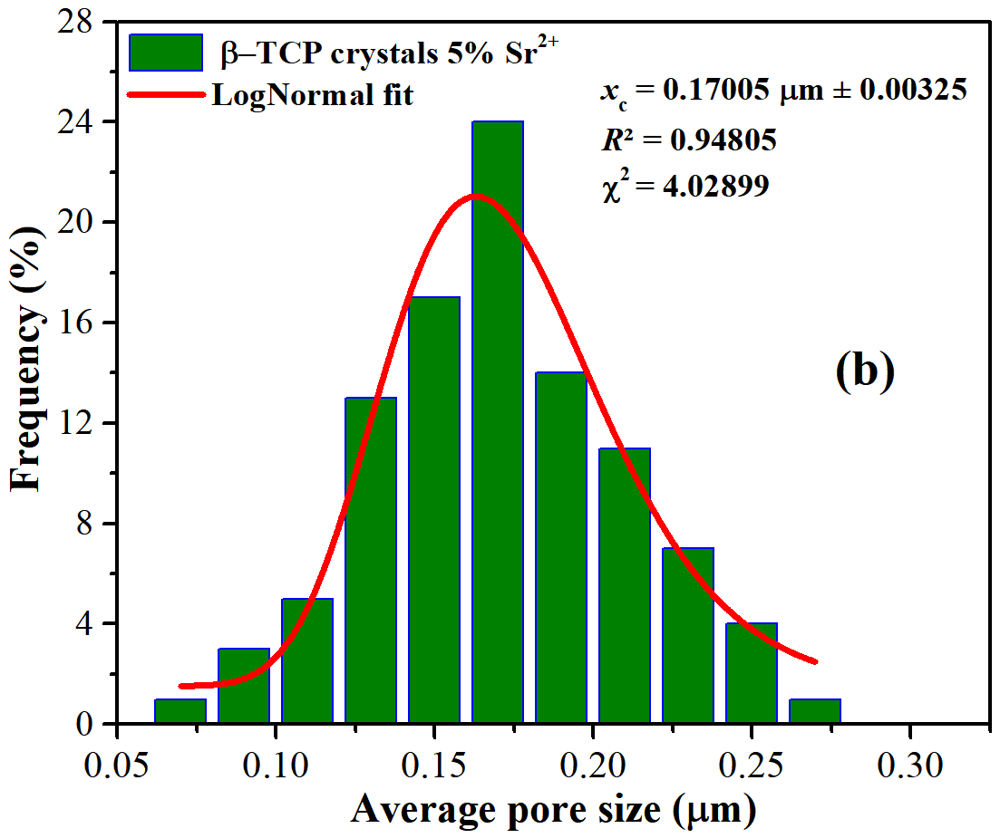 β–TCP crystals 5% Sr²⁺
LogNormal fit
x_c = 0.17005 μm ± 0.00325
R² = 0.94805
χ² = 4.02899
(b)
Frequency (%)
28
24
20
16
12
8
4
0
0.05 0.10 0.15 0.20 0.25 0.30
Average pore size (μm)